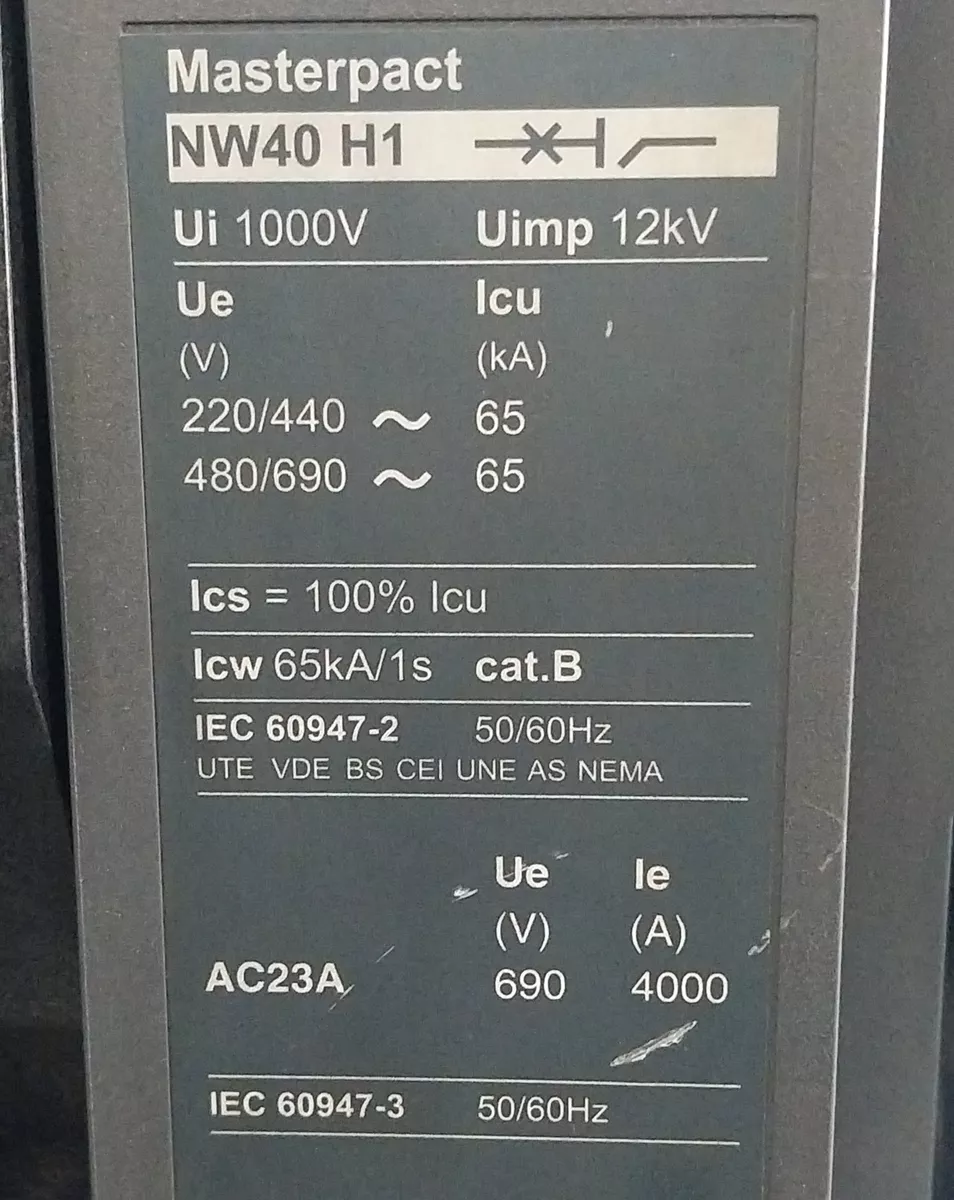 Masterpact
NW40 H1
Ui 1000V Uimp 12kV
Ue Icu
(V) (kA)
220/440 ~ 65
480/690 ~ 65
Ics = 100% Icu
Icw 65kA/1s cat.B
IEC 60947-2 50/60Hz
UTE VDE BS CEI UNE AS NEMA
Ue Ie
(V) (A)
AC23A 690 4000
IEC 60947-3 50/60Hz